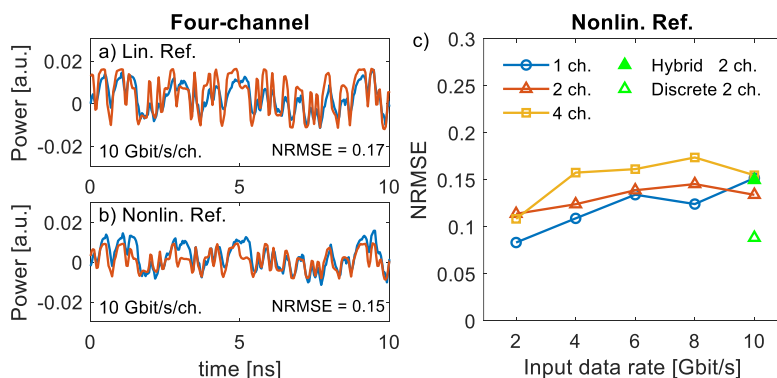 Four-channel
a) Lin. Ref.
0.02
0
-0.02
Power [a.u.]
10 Gbit/s/ch.
NRMSE = 0.17
0
5
10
b) Nonlin. Ref.
0.02
0
-0.02
Power [a.u.]
10 Gbit/s/ch.
NRMSE = 0.15
0
5
10
time [ns]
Nonlin. Ref.
c)
0.3
0.25
0.2
0.15
0.1
0.05
0
NRMSE
1 ch.
2 ch.
4 ch.
Hybrid 2 ch.
Discrete 2 ch.
2
4
6
8
10
Input data rate [Gbit/s]